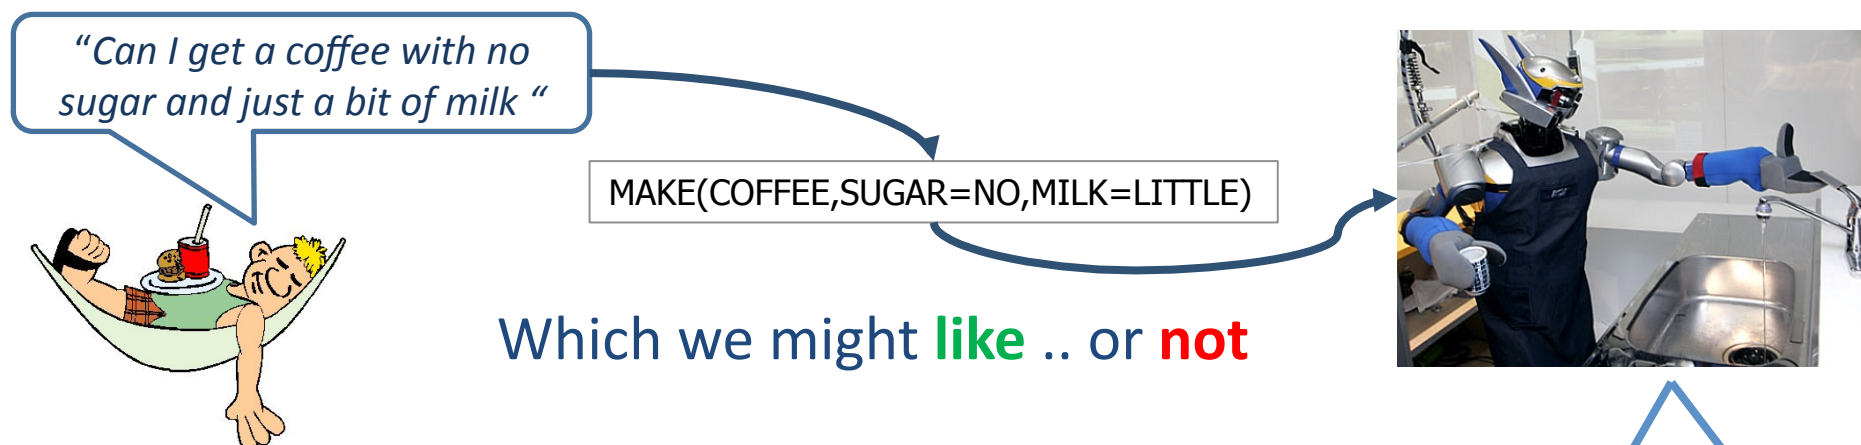 “Can I get a coffee with no
sugar and just a bit of milk “
MAKE(COFFEE,SUGAR=NO,MILK=LITTLE)
Which we might like .. or not